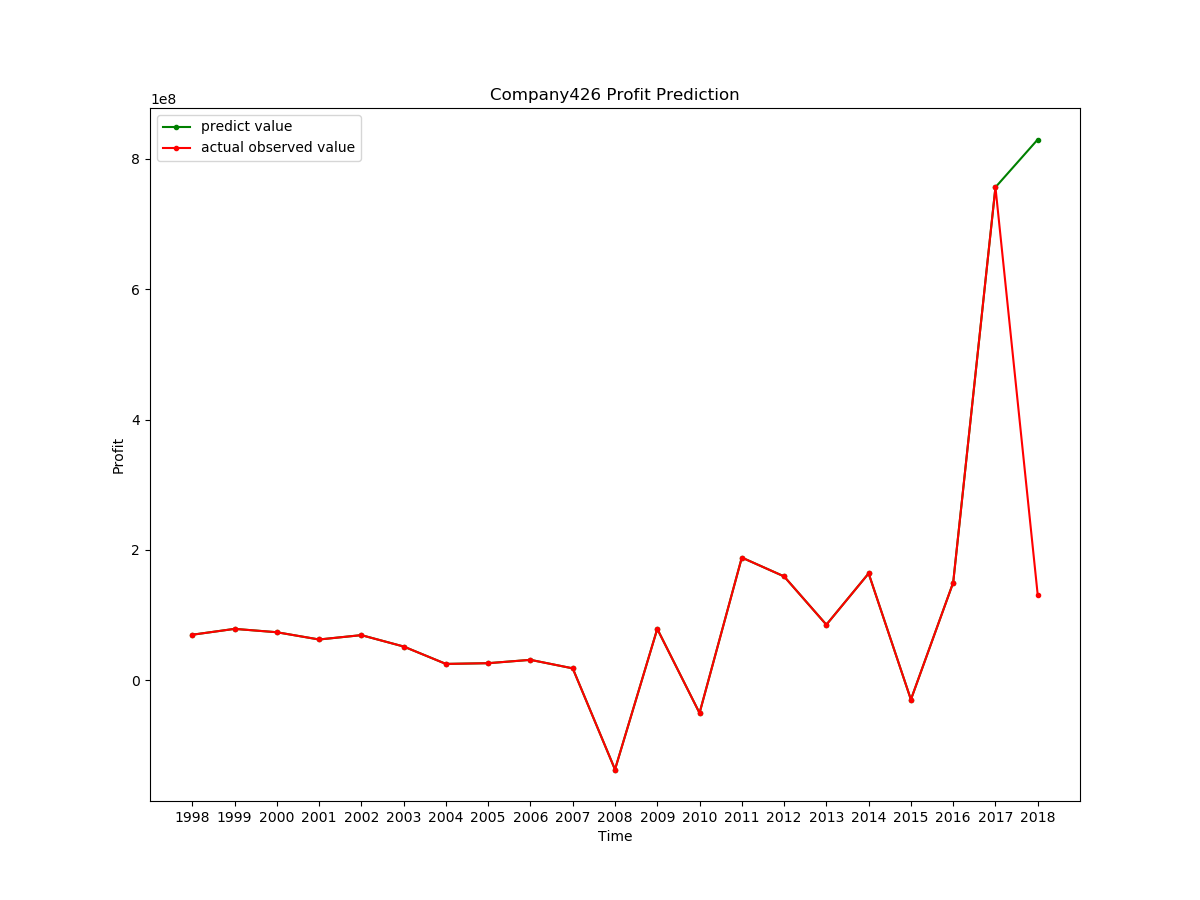 Company426 Profit Prediction
1e8
predict value
actual observed value
8
6
4
2
0
Profit
1998 1999 2000 2001 2002 2003 2004 2005 2006 2007 2008 2009 2010 2011 2012 2013 2014 2015 2016 2017 2018
Time